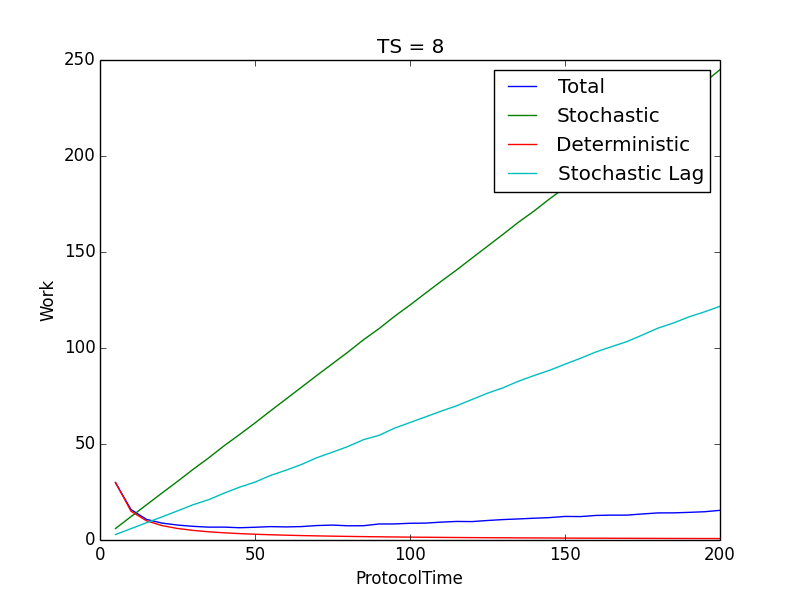 TS = 8
250
200
150
100
50
0
Work
Total
Stochastic
Deterministic
Stochastic Lag
0 50 100 150 200
ProtocolTime